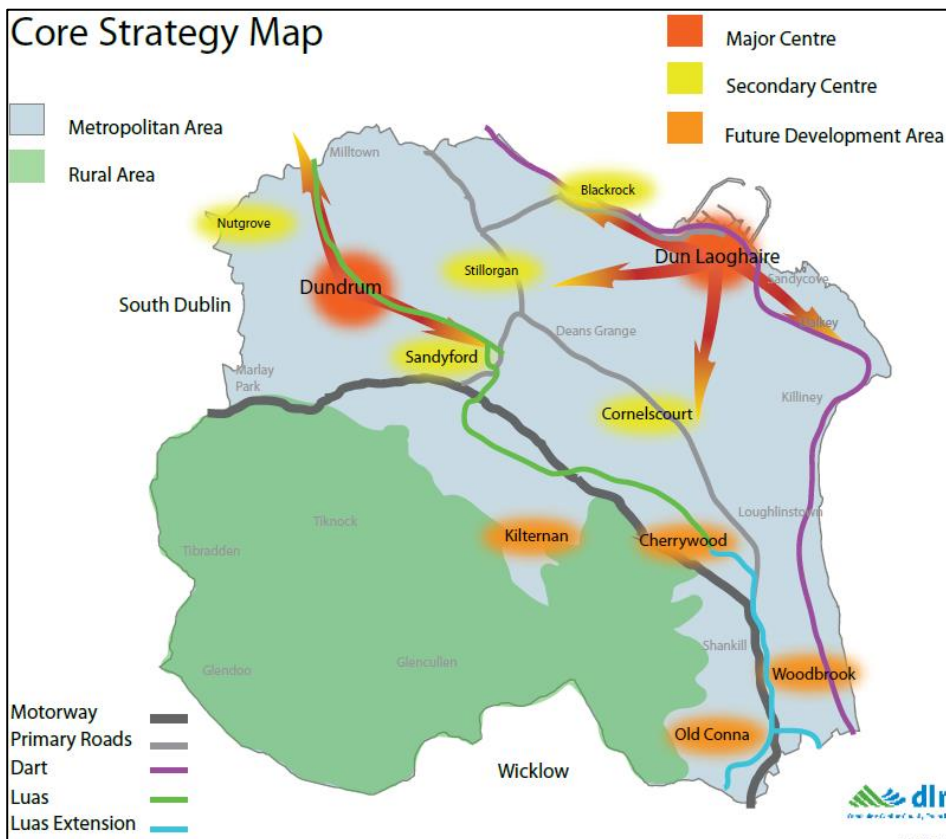 Core Strategy Map
Major Centre
Secondary Centre
Future Development Area
Metropolitan Area
Rural Area
Milltown
Blackrock
Nutgrove
Dun Laoghaire
Stillorgan
Sandycove
Dundrum
South Dublin
Deans Grange
Dalkey
Sandyford
Marlay
Park
Killiney
Cornelscourt
Loughlinstown
Tiknock
Kilternan
Cherrywood
Tibradden
Shankill
Glencullen
Glendoo
Woodbrook
Old Conna
Wicklow
Motorway
Primary Roads
Dart
Luas
Luas Extension
dlr